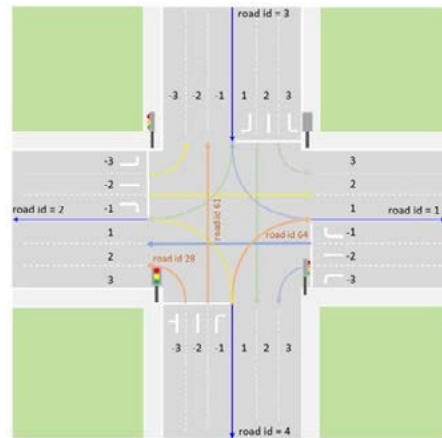 road id = 3
-3 -2 -1 1 2 3
-3 3
-2 2
road id = 2 -1 road id 61 1 road id = 1
1 road id 64 -1
2 road id 28 -2
3 -3
-3 -2 -1 1 2 3
road id = 4